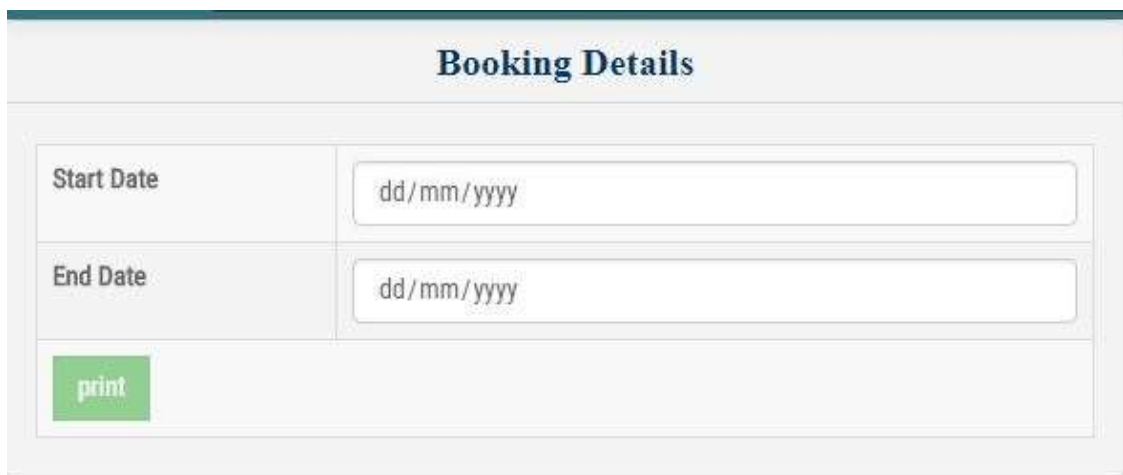 Booking Details
Start Date
dd/mm/yyyy
End Date
dd/mm/yyyy
print